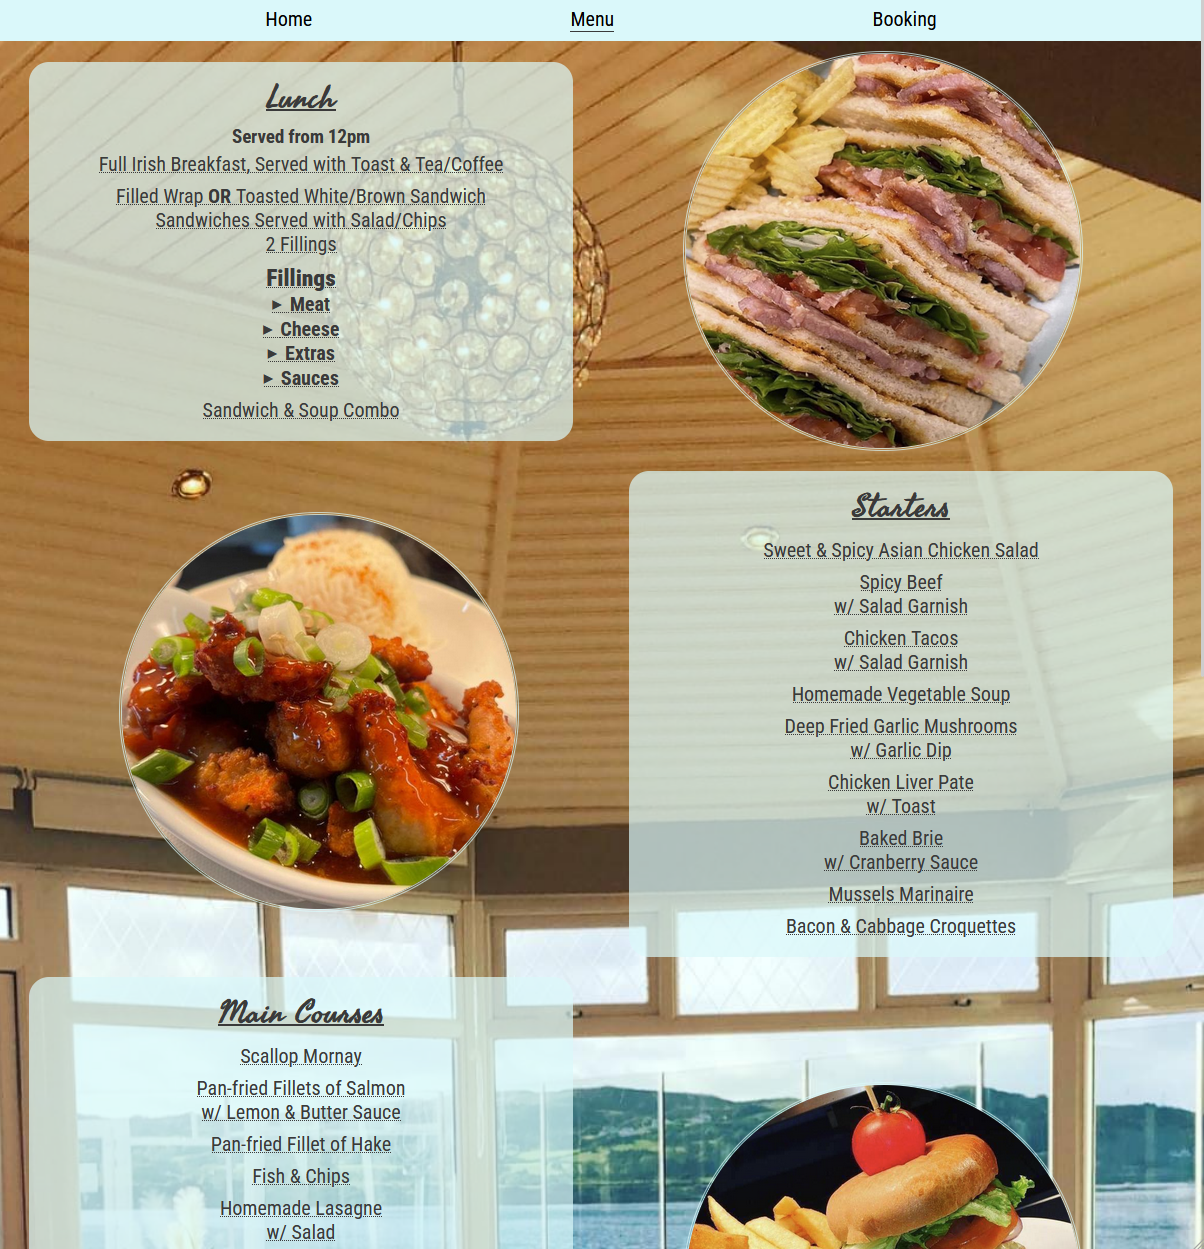 Home Menu Booking
Lunch
Served from 12pm
Full Irish Breakfast, Served with Toast & Tea/Coffee
Filled Wrap OR Toasted White/Brown Sandwich
Sandwiches Served with Salad/Chips
2 Fillings
Fillings
► Meat
► Cheese
► Extras
► Sauces
Sandwich & Soup Combo
Starters
Sweet & Spicy Asian Chicken Salad
Spicy Beef
w/ Salad Garnish
Chicken Tacos
w/ Salad Garnish
Homemade Vegetable Soup
Deep Fried Garlic Mushrooms
w/ Garlic Dip
Chicken Liver Pate
w/ Toast
Baked Brie
w/ Cranberry Sauce
Mussels Marinaire
Bacon & Cabbage Croquettes
Main Courses
Scallop Mornay
Pan-fried Fillets of Salmon
w/ Lemon & Butter Sauce
Pan-fried Fillet of Hake
Fish & Chips
Homemade Lasagne
w/ Salad